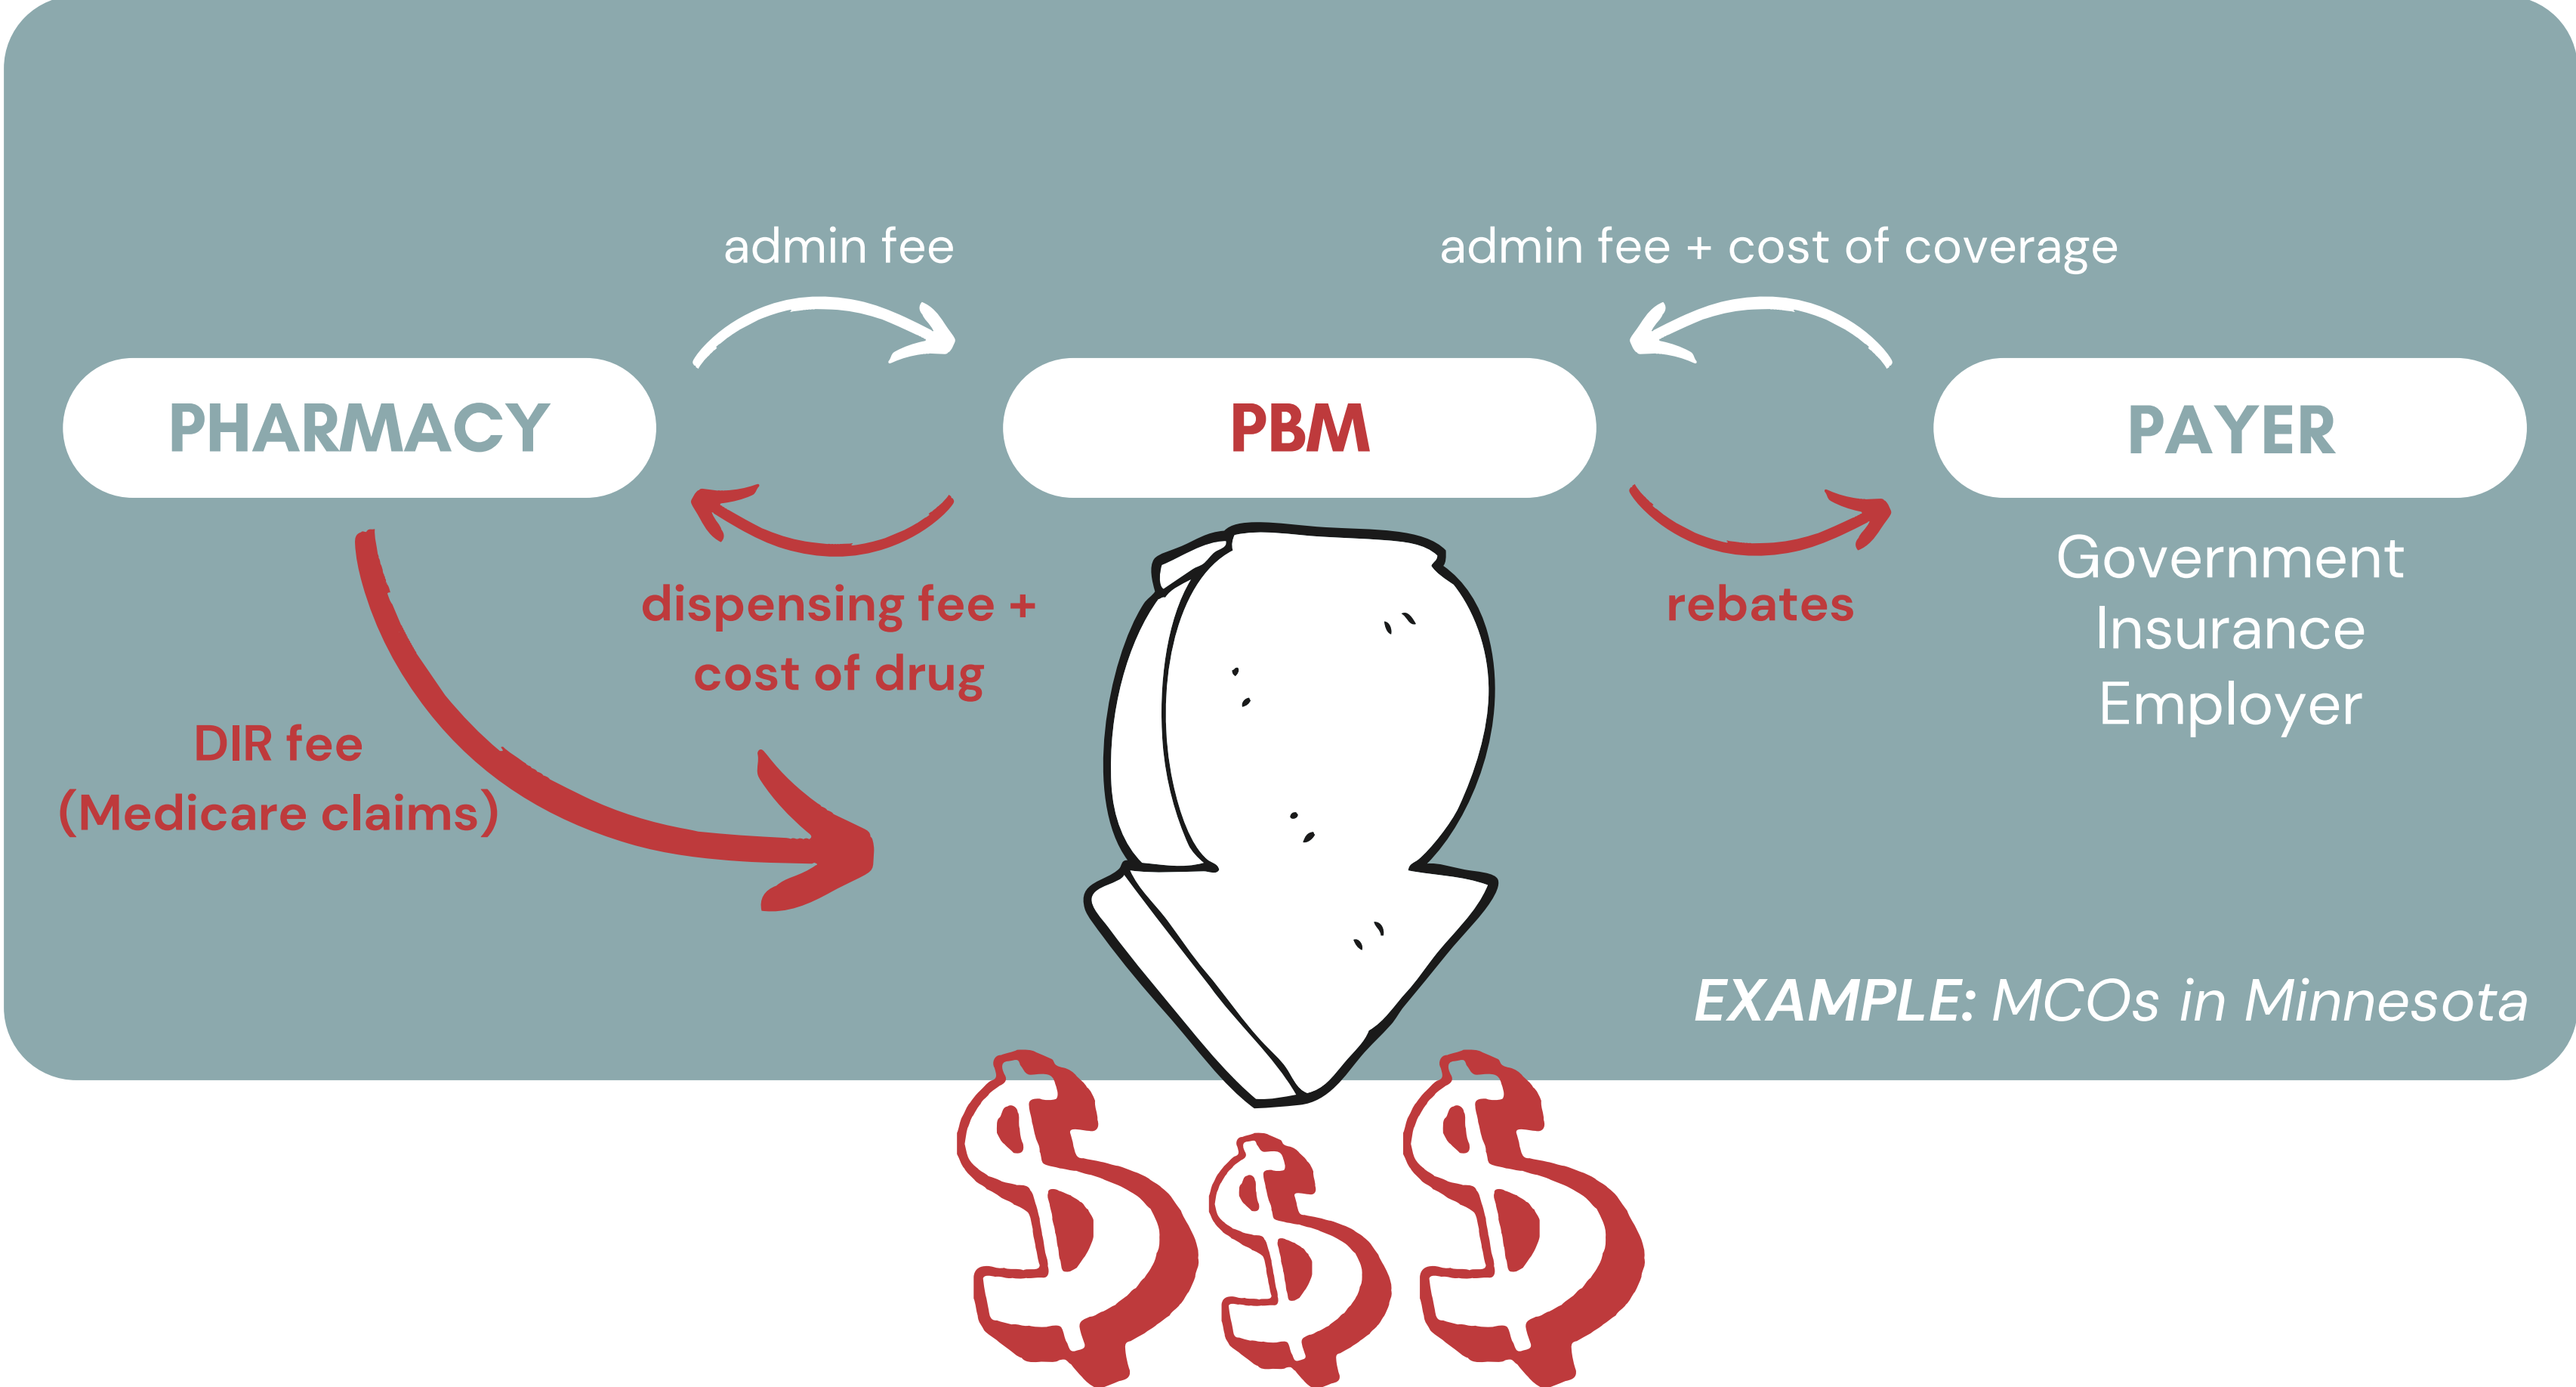 admin fee
admin fee + cost of coverage
PHARMACY
PBM
PAYER
dispensing fee +
cost of drug
rebates
Government
Insurance
Employer
DIR fee
(Medicare claims)
EXAMPLE: MCOs in Minnesota
$ $ $